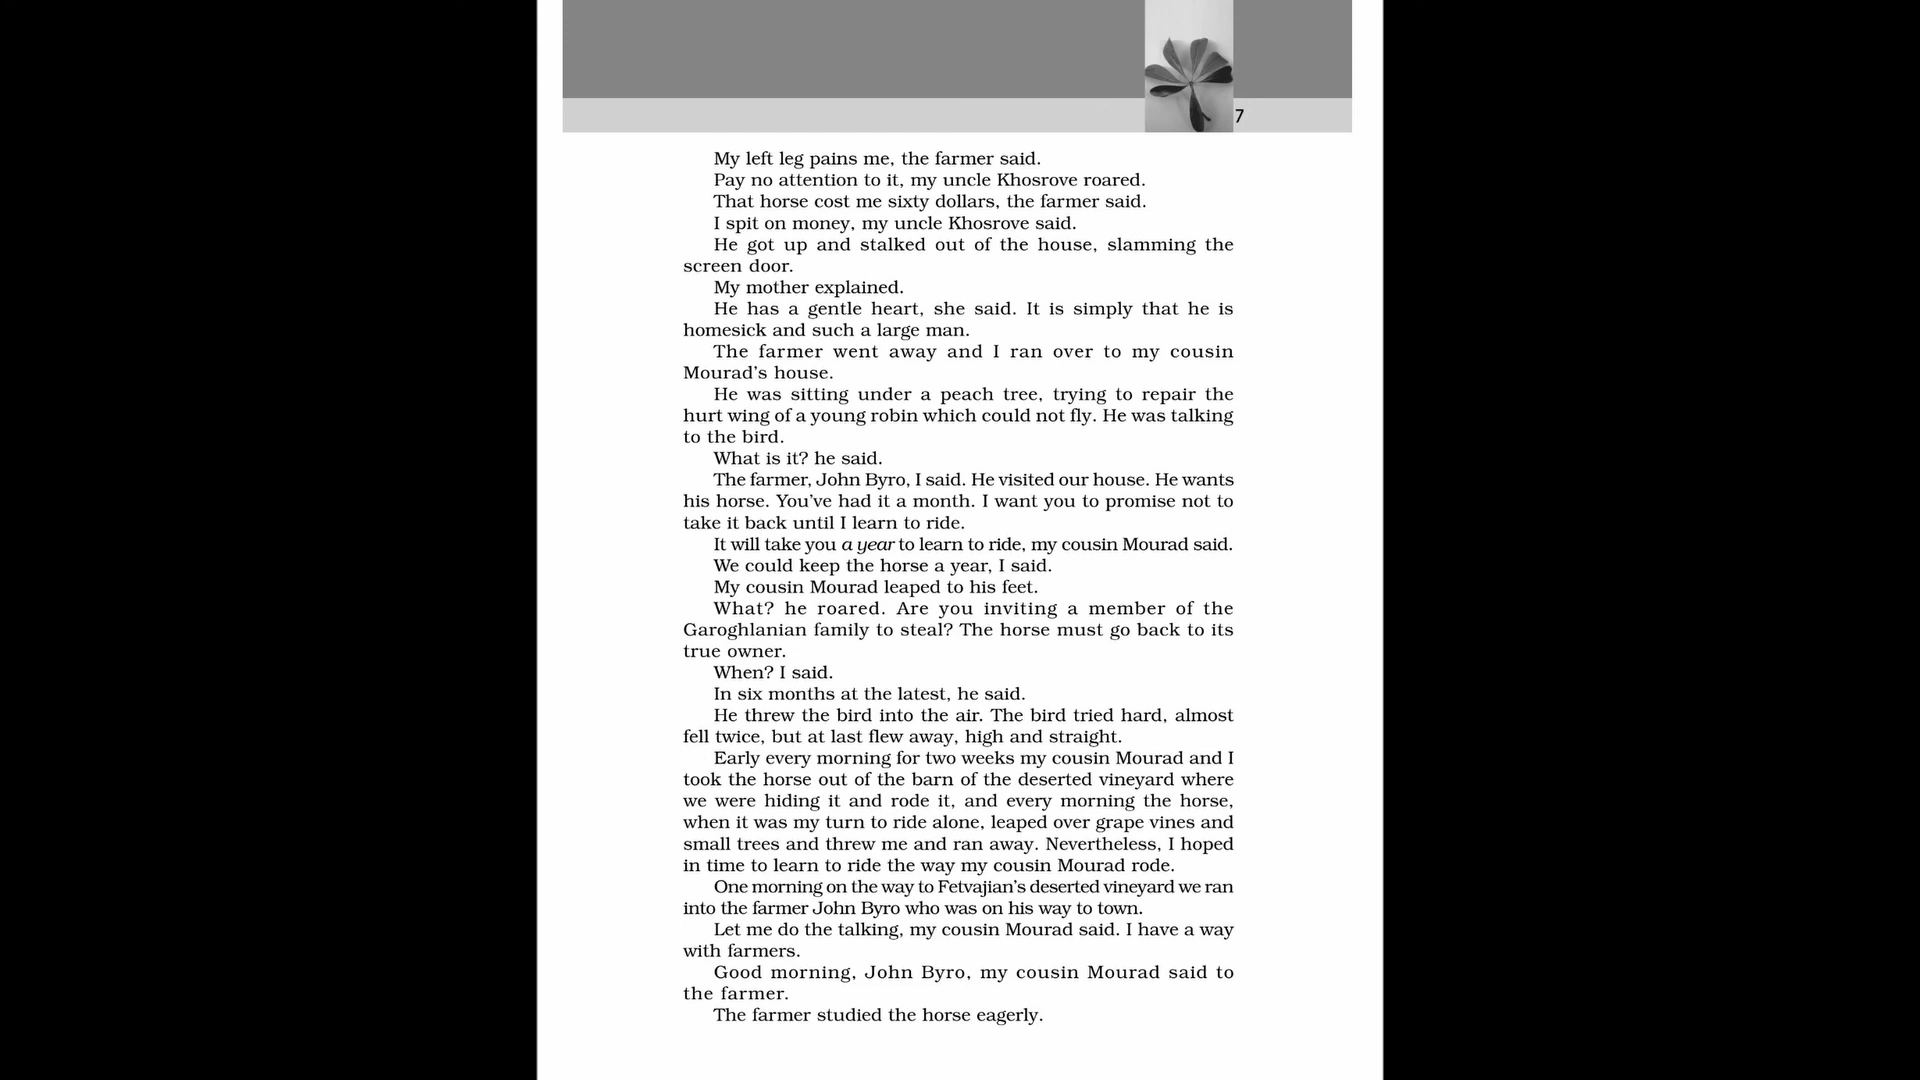 7
My left leg pains me, the farmer said.
Pay no attention to it, my uncle Khosrove roared.
That horse cost me sixty dollars, the farmer said.
I spit on money, my uncle Khosrove said.
He got up and stalked out of the house, slamming the
screen door.
My mother explained.
He has a gentle heart, she said. It is simply that he is
homesick and such a large man.
The farmer went away and I ran over to my cousin
Mourad’s house.
He was sitting under a peach tree, trying to repair the
hurt wing of a young robin which could not fly. He was talking
to the bird.
What is it? he said.
The farmer, John Byro, I said. He visited our house. He wants
his horse. You’ve had it a month. I want you to promise not to
take it back until I learn to ride.
It will take you a year to learn to ride, my cousin Mourad said.
We could keep the horse a year, I said.
My cousin Mourad leaped to his feet.
What? he roared. Are you inviting a member of the
Garoghlanian family to steal? The horse must go back to its
true owner.
When? I said.
In six months at the latest, he said.
He threw the bird into the air. The bird tried hard, almost
fell twice, but at last flew away, high and straight.
Early every morning for two weeks my cousin Mourad and I
took the horse out of the barn of the deserted vineyard where
we were hiding it and rode it, and every morning the horse,
when it was my turn to ride alone, leaped over grape vines and
small trees and threw me and ran away. Nevertheless, I hoped
in time to learn to ride the way my cousin Mourad rode.
One morning on the way to Fetvajian’s deserted vineyard we ran
into the farmer John Byro who was on his way to town.
Let me do the talking, my cousin Mourad said. I have a way
with farmers.
Good morning, John Byro, my cousin Mourad said to
the farmer.
The farmer studied the horse eagerly.